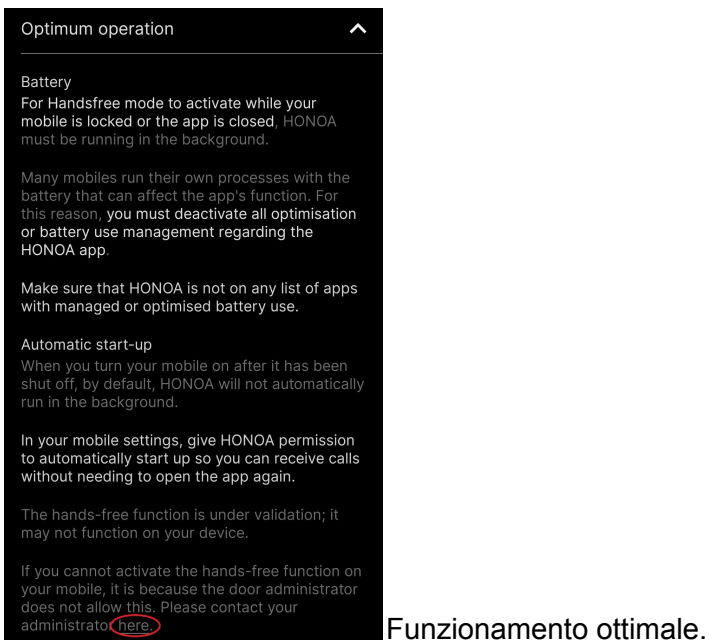 Optimum operation
Battery
For Handsfree mode to activate while your
mobile is locked or the app is closed, HONOA
must be running in the background.
Many mobiles run their own processes with the
battery that can affect the app's function. For
this reason, you must deactivate all optimisation
or battery use management regarding the
HONOA app.
Make sure that HONOA is not on any list of apps
with managed or optimised battery use.
Automatic start-up
When you turn your mobile on after it has been
shut off, by default, HONOA will not automatically
run in the background.
In your mobile settings, give HONOA permission
to automatically start up so you can receive calls
without needing to open the app again.
The hands-free function is under validation; it
may not function on your device.
If you cannot activate the hands-free function on
your mobile, it is because the door administrator
does not allow this. Please contact your
administrator here.
Funzionamento ottimale.